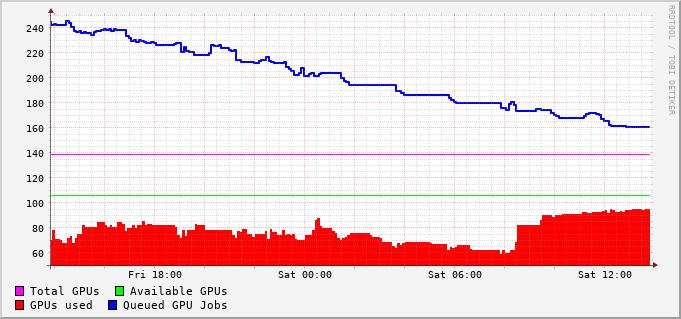 RRDTOOL / TOBI OETIKER
240
220
200
180
160
140
120
100
80
60
Fri 18:00 Sat 00:00 Sat 06:00 Sat 12:00
Total GPUs Available GPUs
GPUs used Queued GPU Jobs